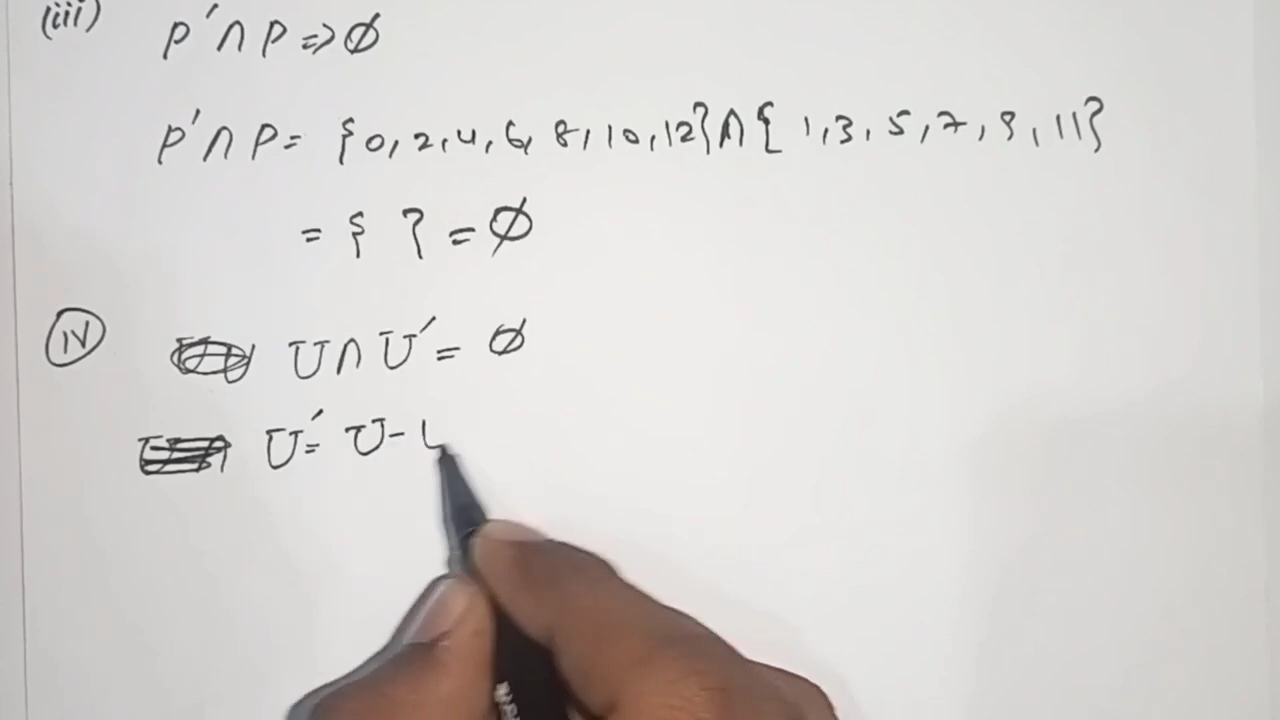 (iii) P′∩P⇒∅
P′∩P= {0,2,4,6,8,10,12}∩{1,3,5,7,9,11}
= { } = ∅
IV U∩U′= ∅
U′= U-